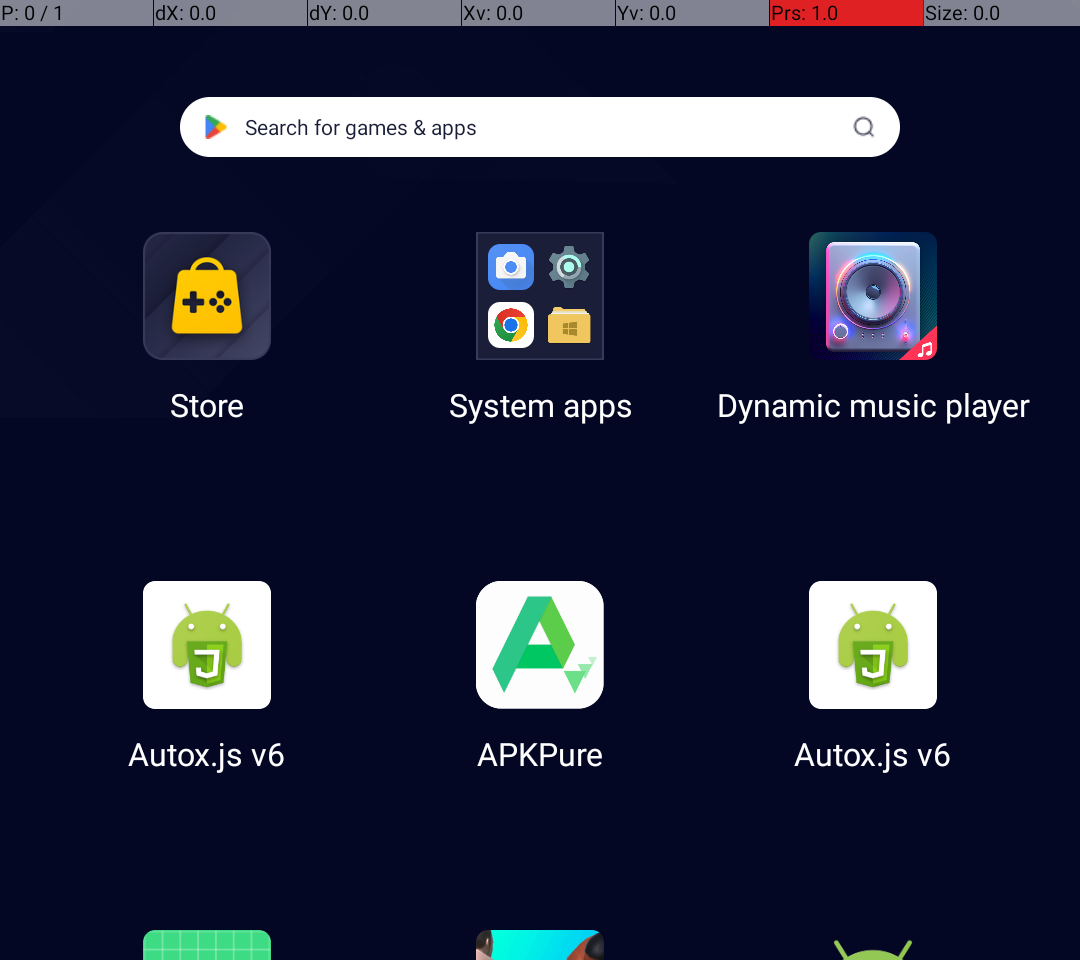 P: 0 / 1 dX: 0.0 dY: 0.0 Xv: 0.0 Yv: 0.0 Prs: 1.0 Size: 0.0
Search for games & apps
Store System apps Dynamic music player
Autox.js v6 APKPure Autox.js v6